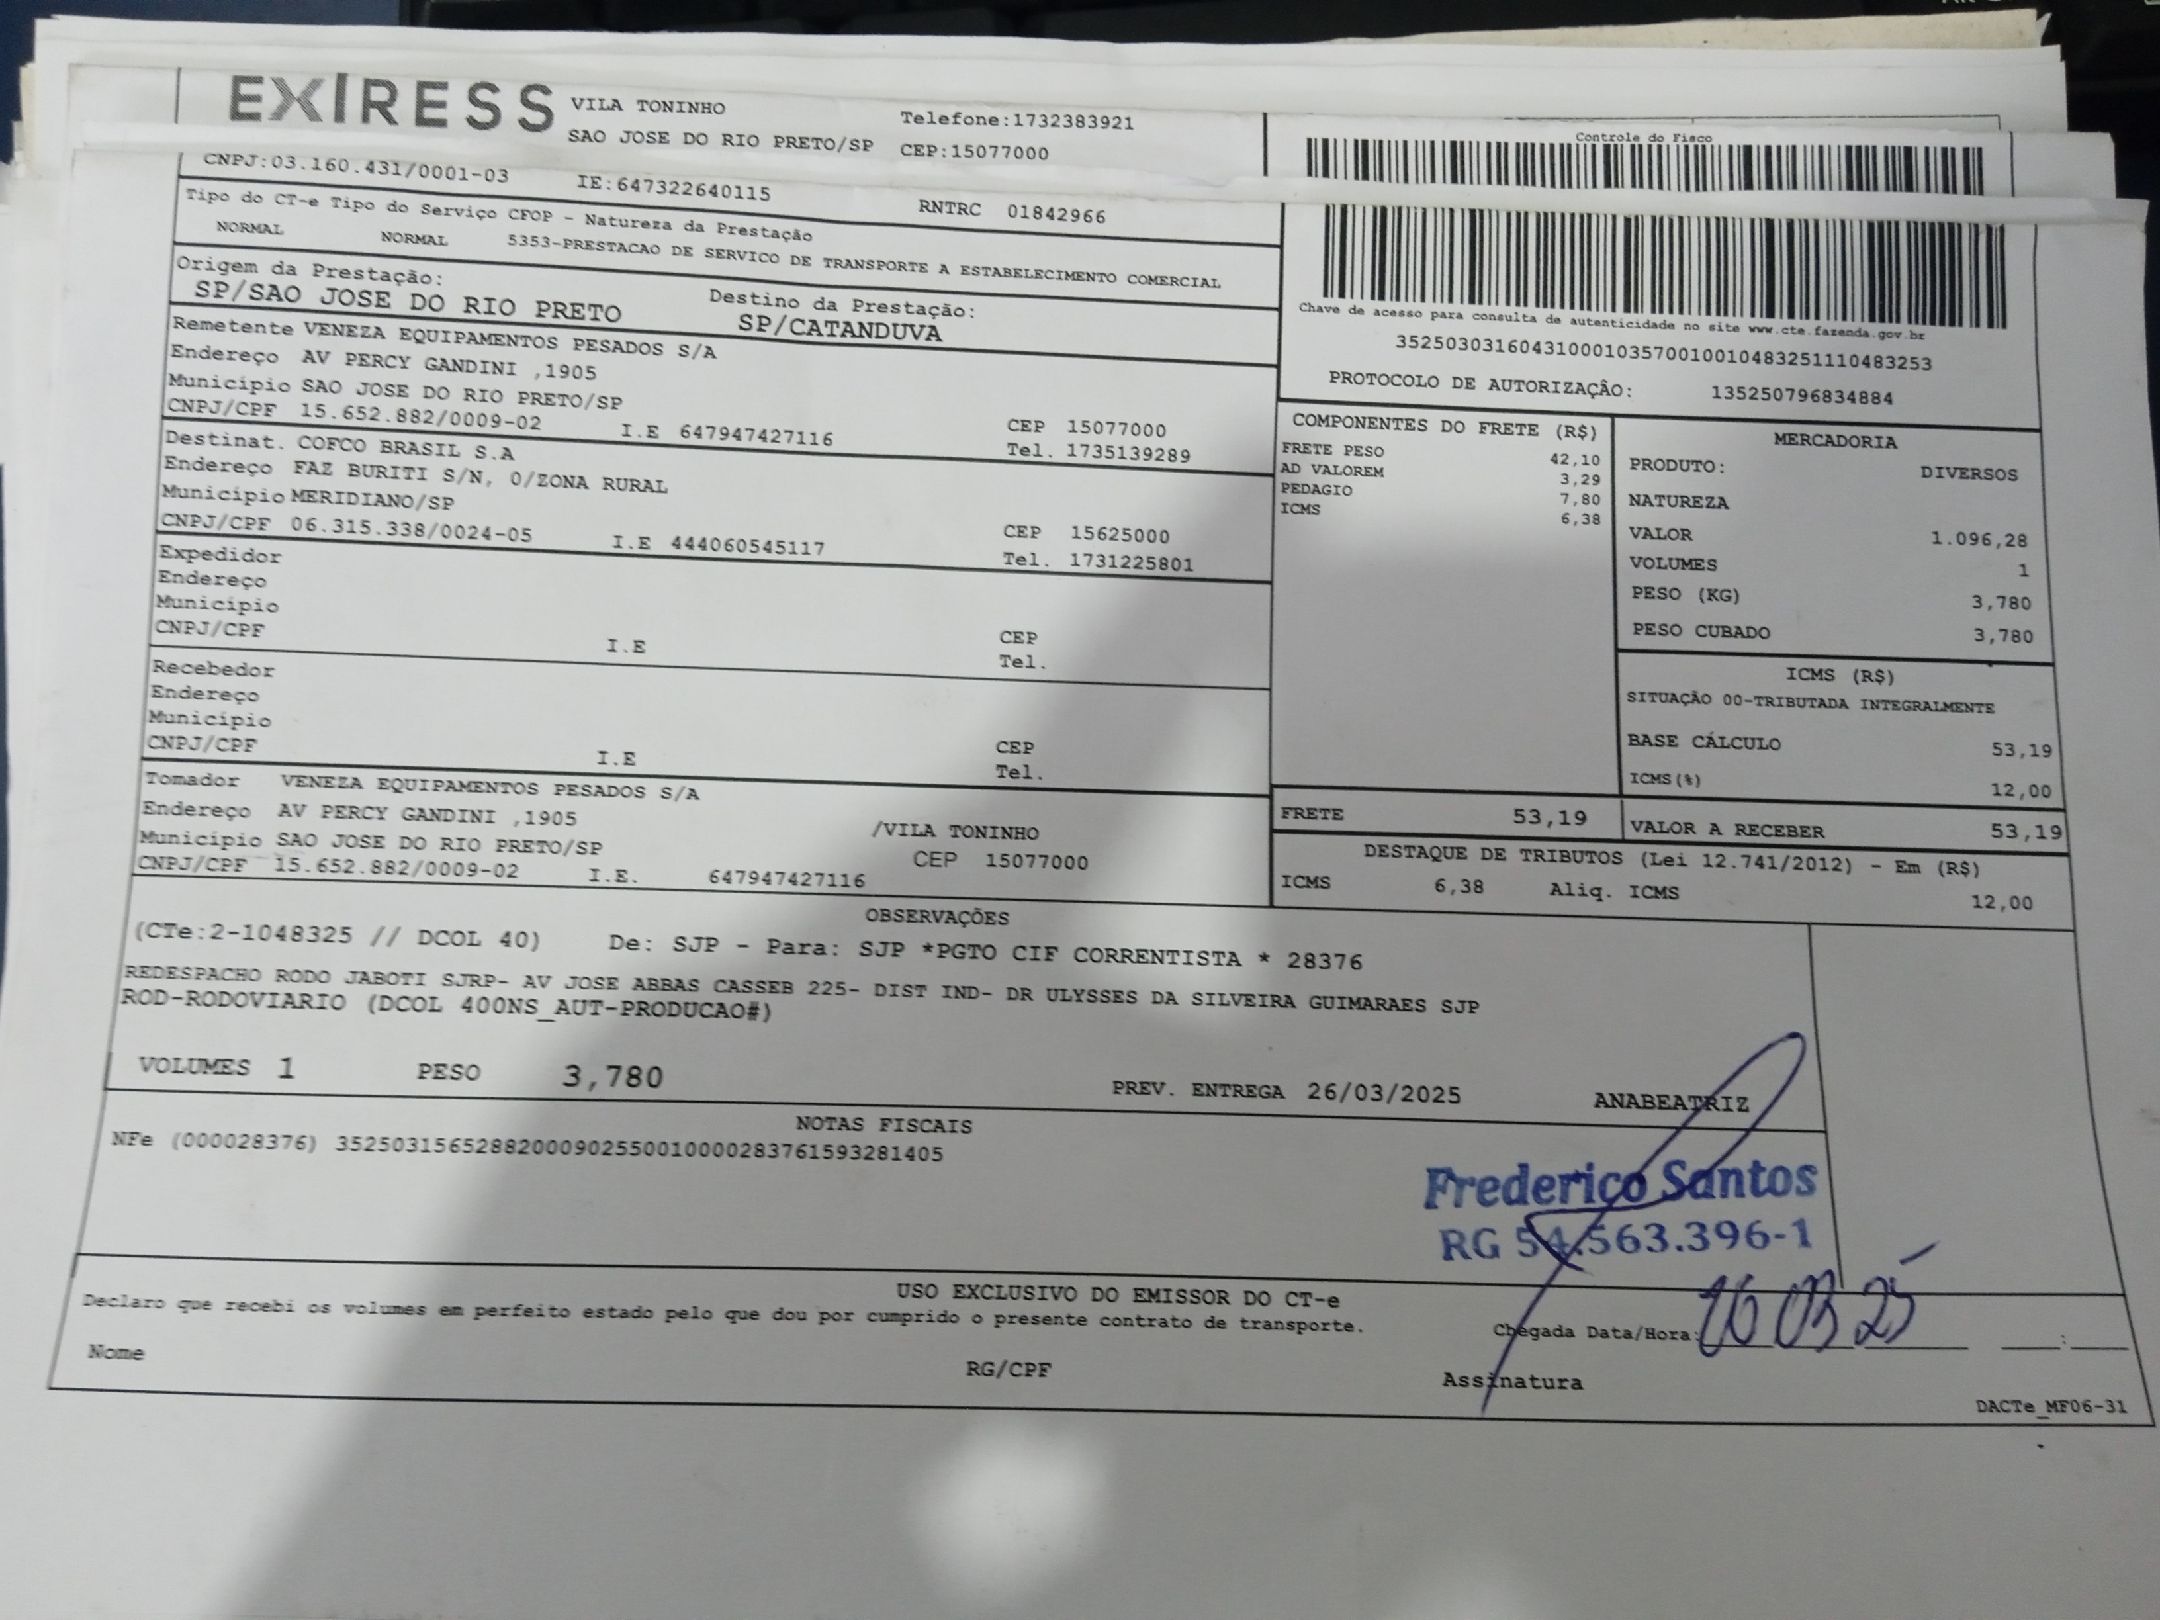 EXIRESS
VILA TONINHO
Telefone:1732383921
SAO JOSE DO RIO PRETO/SP CEP:15077000
CNPJ:03.160.431/0001-03 IE:647322640115 RNTRC 01842966
Tipo do CT-e Tipo do Serviço CFOP - Natureza da Prestação
NORMAL NORMAL 5353-PRESTACAO DE SERVICO DE TRANSPORTE A ESTABELECIMENTO COMERCIAL
Origem da Prestação: Destino da Prestação:
SP/SAO JOSE DO RIO PRETO SP/CATANDUVA
Controle do Fisco
Chave de acesso para consulta de autenticidade no site www.cte.fazenda.gov.br
35250303160431000103570010010483251110483253
PROTOCOLO DE AUTORIZAÇÂO: 135250796834884
Remetente VENEZA EQUIPAMENTOS PESADOS S/A
Endereço AV PERCY GANDINI ,1905
Município SAO JOSE DO RIO PRETO/SP CEP 15077000
CNPJ/CPF 15.652.882/0009-02 I.E 647947427116 Tel. 1735139289
Destinat. COFCO BRASIL S.A
Endereço FAZ BURITI S/N, 0/ZONA RURAL
Município MERIDIANO/SP CEP 15625000
CNPJ/CPF 06.315.338/0024-05 I.E 444060545117 Tel. 1731225801
Expedidor
Endereço
Município CEP
CNPJ/CPF I.E Tel.
Recebedor
Endereço
Município CEP
CNPJ/CPF I.E Tel.
Tomador VENEZA EQUIPAMENTOS PESADOS S/A
Endereço AV PERCY GANDINI ,1905 /VILA TONINHO
Município SAO JOSE DO RIO PRETO/SP CEP 15077000
CNPJ/CPF 15.652.882/0009-02 I.E. 647947427116
COMPONENTES DO FRETE (R$)
FRETE PESO 42,10
AD VALOREM 3,29
PEDAGIO 7,80
ICMS 6,38
MERCADORIA
PRODUTO: DIVERSOS
NATUREZA
VALOR 1.096,28
VOLUMES 1
PESO (KG) 3,780
PESO CUBADO 3,780
ICMS (R$)
SITUAÇÃO 00-TRIBUTADA INTEGRALMENTE
BASE CÁLCULO 53,19
ICMS(%) 12,00
FRETE 53,19 VALOR A RECEBER 53,19
DESTAQUE DE TRIBUTOS (Lei 12.741/2012) - Em (R$)
ICMS 6,38 Aliq. ICMS 12,00
OBSERVAÇÕES
(CTe:2-1048325 // DCOL 40) De: SJP - Para: SJP *PGTO CIF CORRENTISTA * 28376
REDESPACHO RODO JABOTI SJRP- AV JOSE ABBAS CASSEB 225- DIST IND- DR ULYSSES DA SILVEIRA GUIMARAES SJP
ROD-RODOVIARIO (DCOL 400NS_AUT-PRODUCAO#)
VOLUMES 1 PESO 3,780 PREV. ENTREGA 26/03/2025 ANABEATRIZ
NOTAS FISCAIS
NFe (000028376) 35250315652882000902550010000283761593281405
Frederico Santos
RG 54.563.396-1
USO EXCLUSIVO DO EMISSOR DO CT-e
Declaro que recebi os volumes em perfeito estado pelo que dou por cumprido o presente contrato de transporte.
Chegada Data/Hora: 26 03 25 :
Nome RG/CPF Assinatura
DACTe_MF06-31